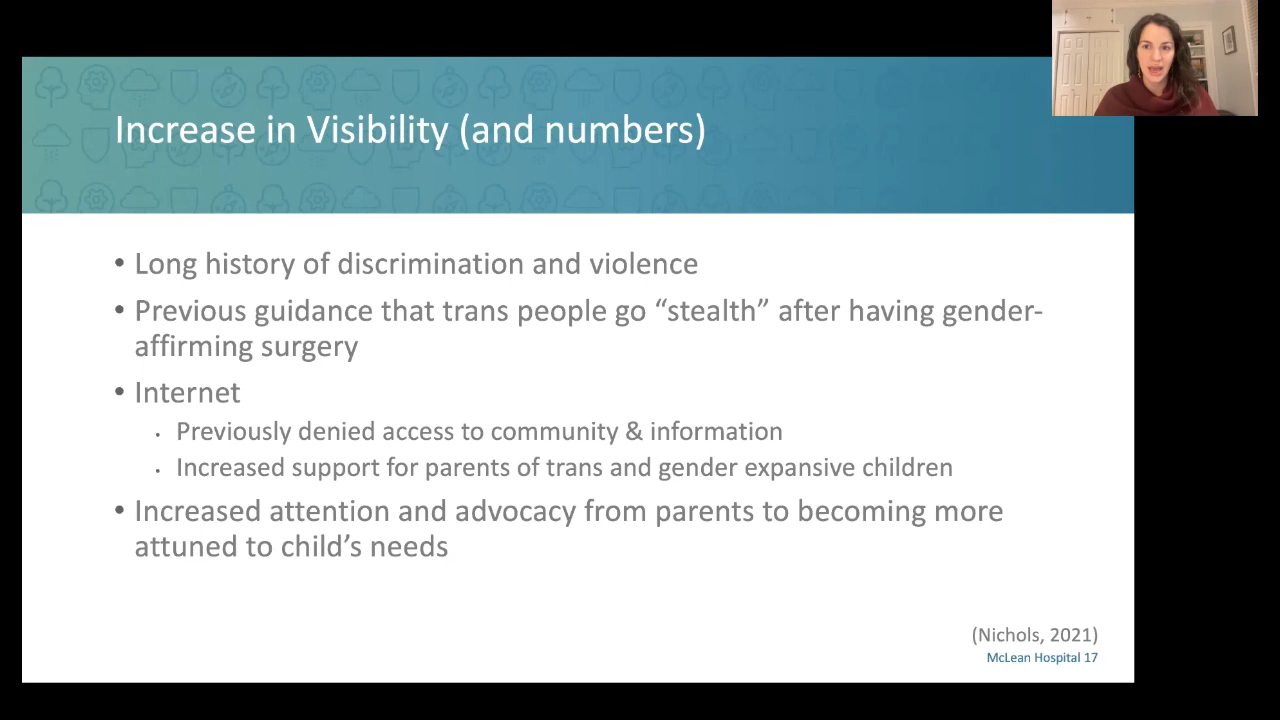 Increase in Visibility (and numbers)
• Long history of discrimination and violence
• Previous guidance that trans people go “stealth” after having gender-
affirming surgery
• Internet
• Previously denied access to community & information
• Increased support for parents of trans and gender expansive children
• Increased attention and advocacy from parents to becoming more
attuned to child’s needs
(Nichols, 2021)
McLean Hospital 17